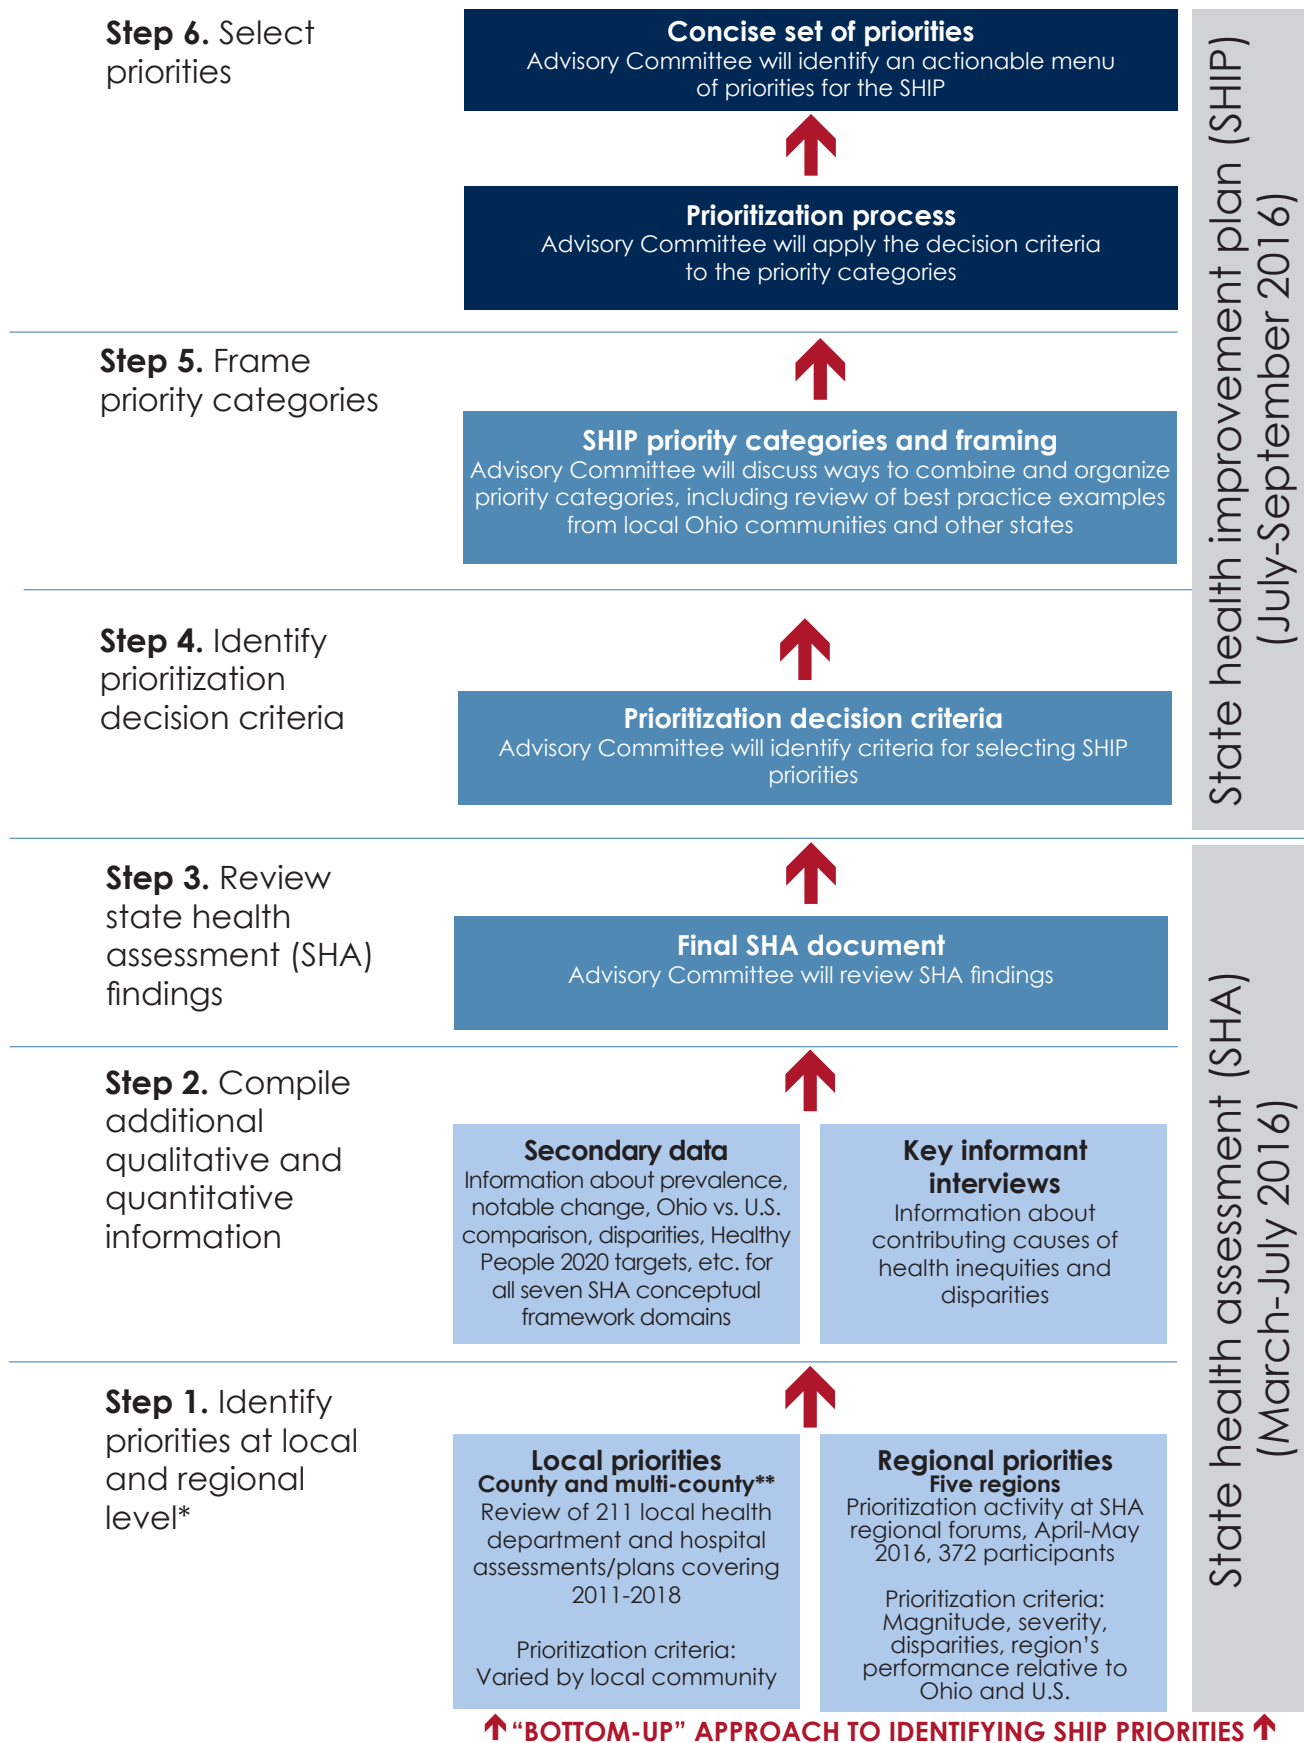 Step 6. Select
priorities
Concise set of priorities
Advisory Committee will identify an actionable menu
of priorities for the SHIP
Prioritization process
Advisory Committee will apply the decision criteria
to the priority categories
Step 5. Frame
priority categories
SHIP priority categories and framing
Advisory Committee will discuss ways to combine and organize
priority categories, including review of best practice examples
from local Ohio communities and other states
Step 4. Identify
prioritization
decision criteria
Prioritization decision criteria
Advisory Committee will identify criteria for selecting SHIP
priorities
State health improvement plan (SHIP)
(July-September 2016)
Step 3. Review
state health
assessment (SHA)
findings
Final SHA document
Advisory Committee will review SHA findings
Step 2. Compile
additional
qualitative and
quantitative
information
Secondary data
Information about prevalence,
notable change, Ohio vs. U.S.
comparison, disparities, Healthy
People 2020 targets, etc. for
all seven SHA conceptual
framework domains
Key informant
interviews
Information about
contributing causes of
health inequities and
disparities
Step 1. Identify
priorities at local
and regional
level*
Local priorities
County and multi-county**
Review of 211 local health
department and hospital
assessments/plans covering
2011-2018
Prioritization criteria:
Varied by local community
Regional priorities
Five regions
Prioritization activity at SHA
regional forums, April-May
2016, 372 participants
Prioritization criteria:
Magnitude, severity,
disparities, region's
performance relative to
Ohio and U.S.
State health assessment (SHA)
(March-July 2016)
"BOTTOM-UP" APPROACH TO IDENTIFYING SHIP PRIORITIES